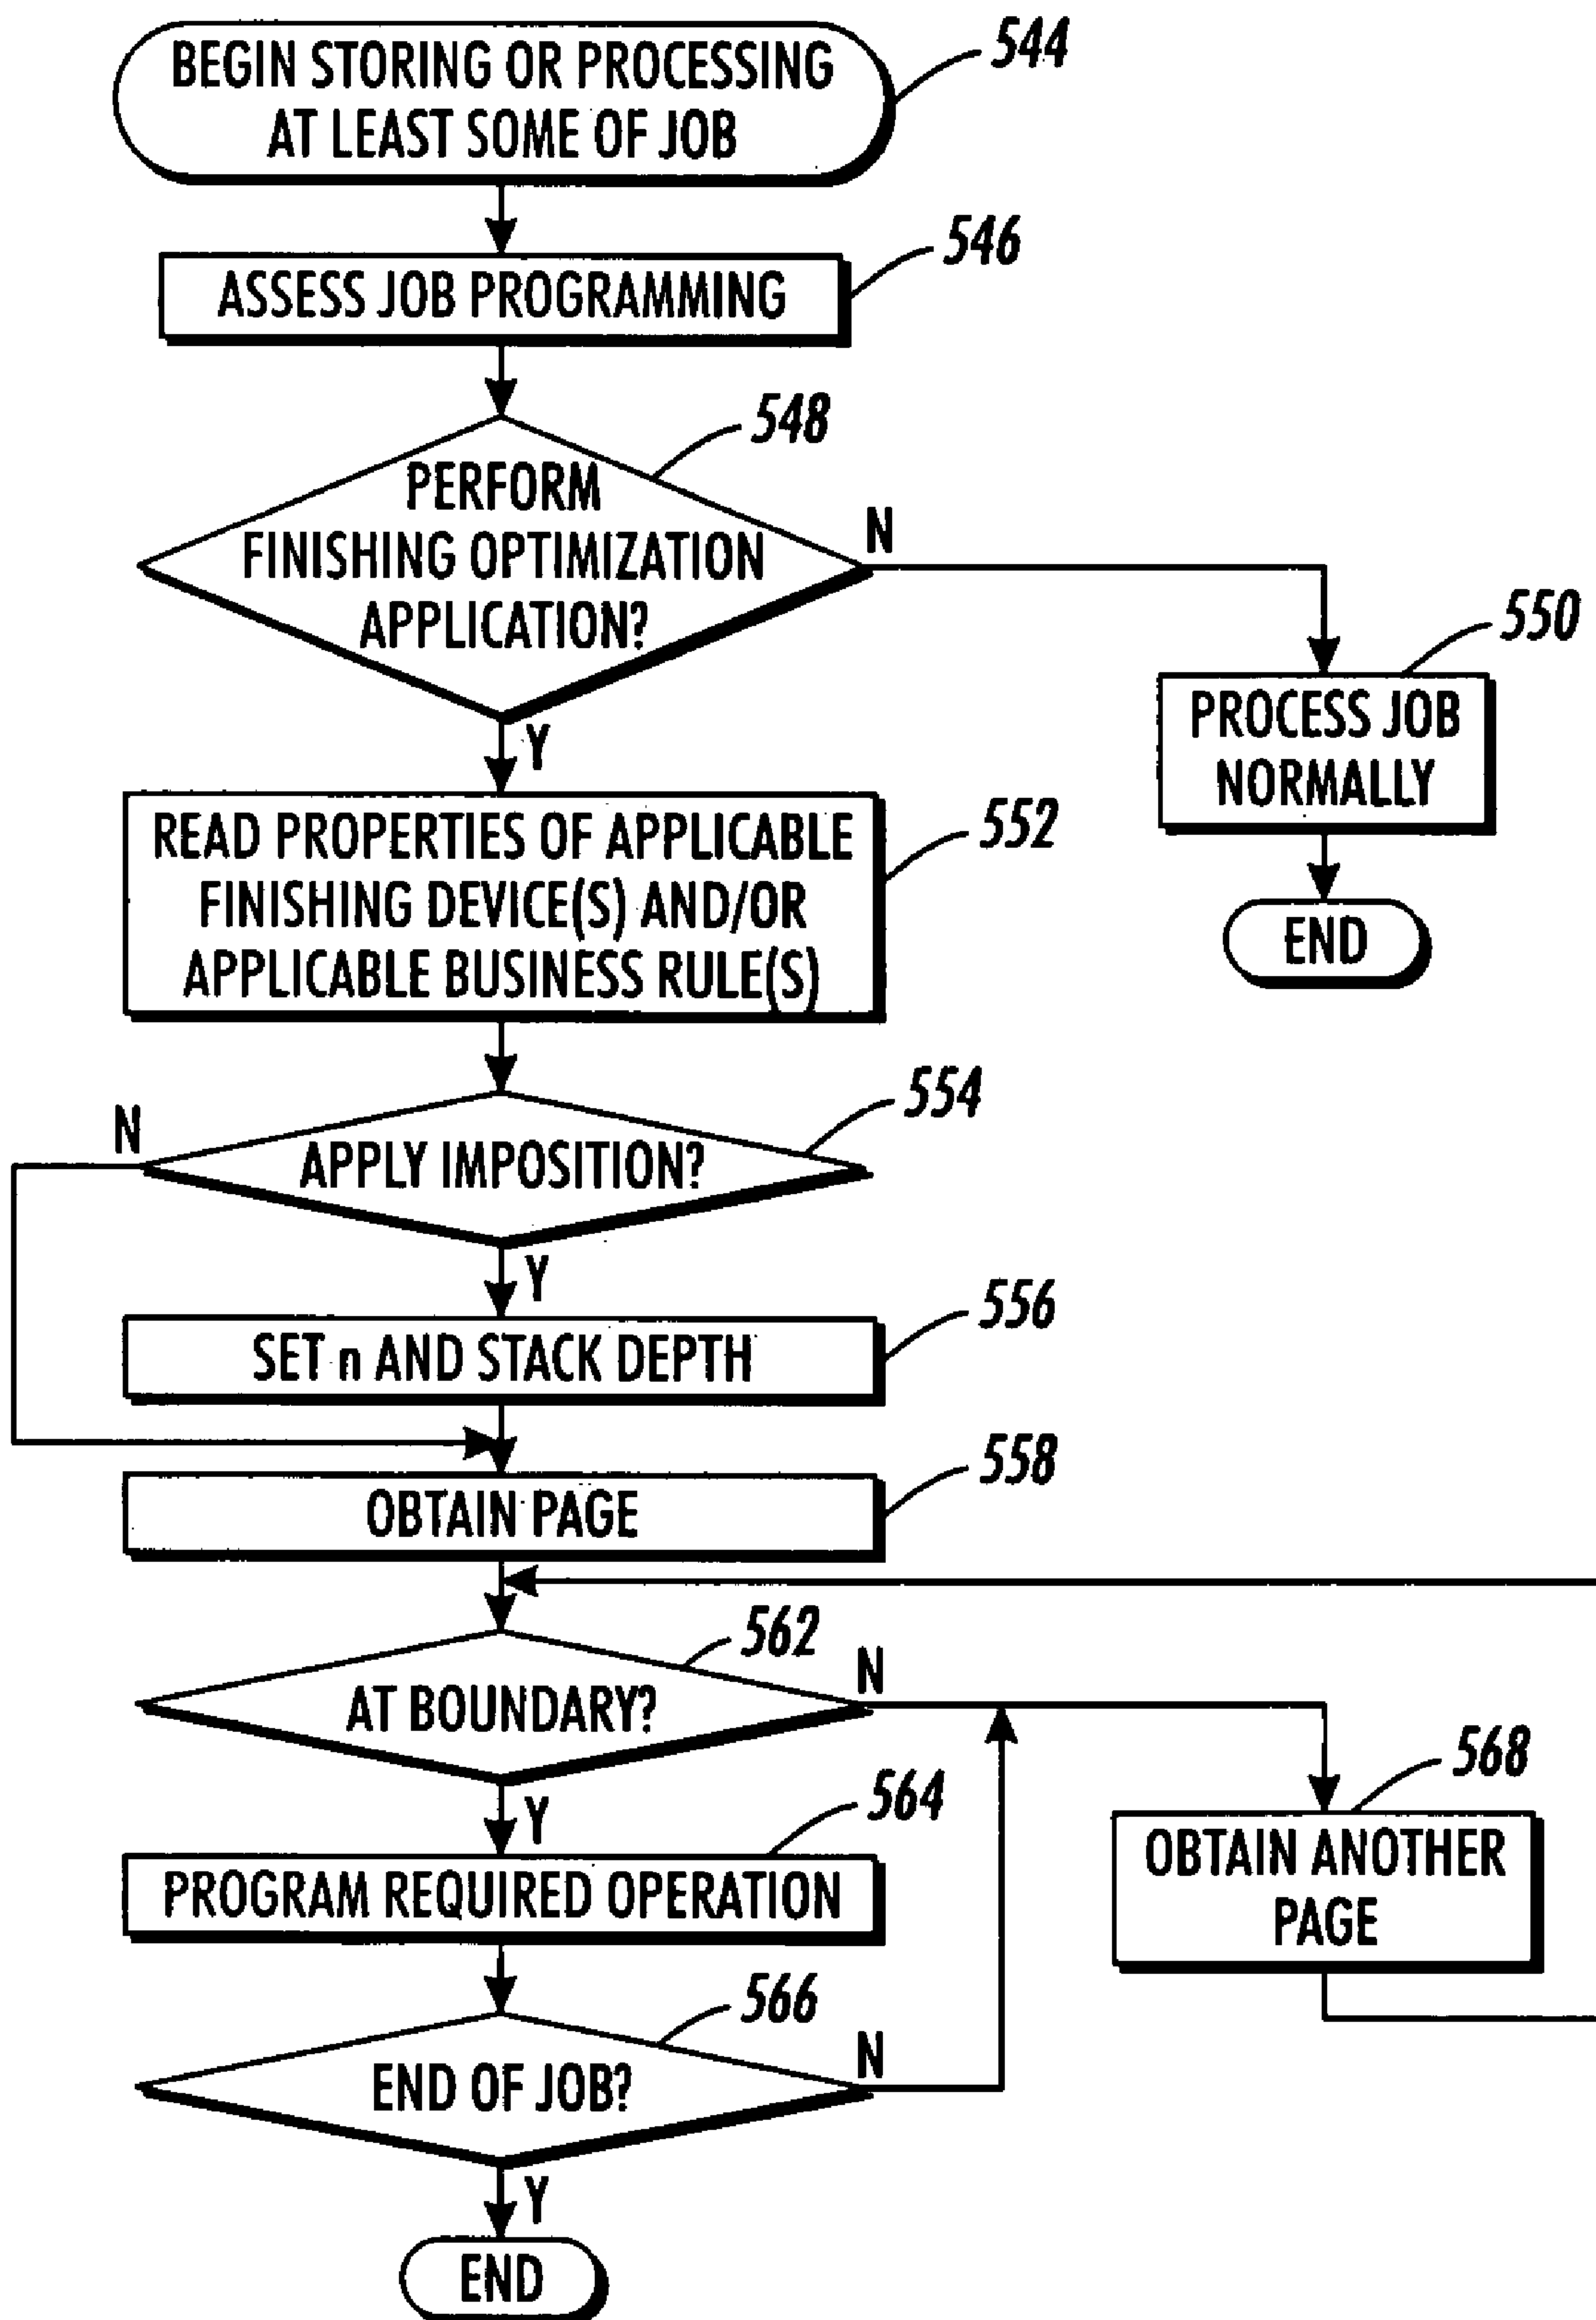 BEGIN STORING OR PROCESSING
AT LEAST SOME OF JOB
544
ASSESS JOB PROGRAMMING
546
PERFORM
FINISHING OPTIMIZATION
APPLICATION?
548
N
Y
PROCESS JOB
NORMALLY
550
END
READ PROPERTIES OF APPLICABLE
FINISHING DEVICE(S) AND/OR
APPLICABLE BUSINESS RULE(S)
552
APPLY IMPOSITION?
554
N
Y
SET n AND STACK DEPTH
556
OBTAIN PAGE
558
AT BOUNDARY?
562
N
Y
PROGRAM REQUIRED OPERATION
564
OBTAIN ANOTHER
PAGE
568
END OF JOB?
566
N
Y
END